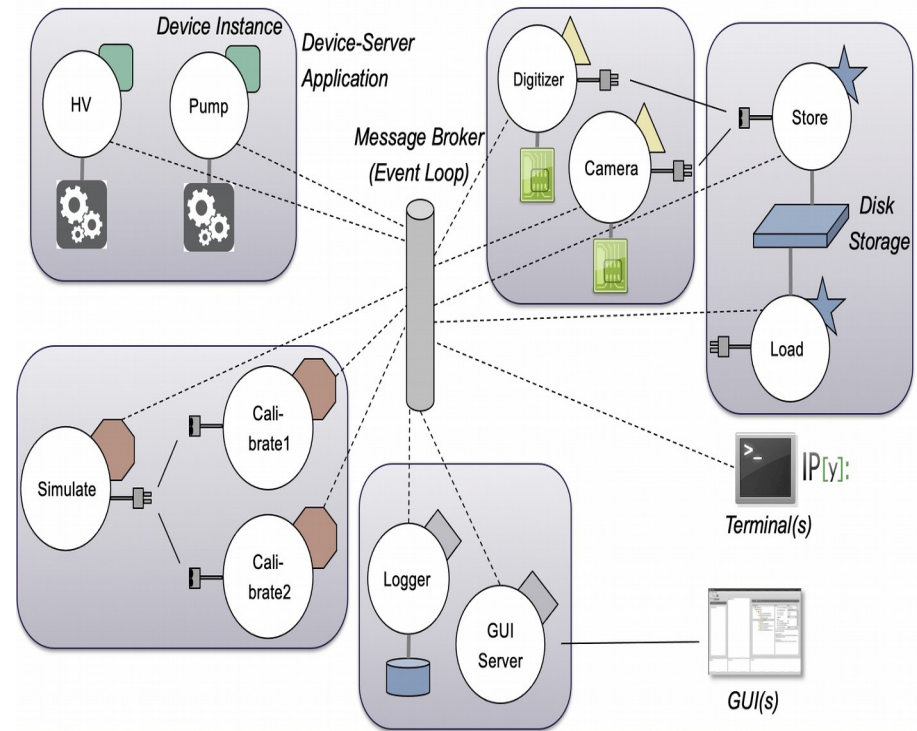 Device Instance
Device-Server
Application
HV
Pump
Message Broker
(Event Loop)
Digitizer
Camera
Store
Disk
Storage
Load
Simulate
Cali-
brate1
Cali-
brate2
Logger
GUI
Server
>_
IP[y]:
Terminal(s)
GUI(s)